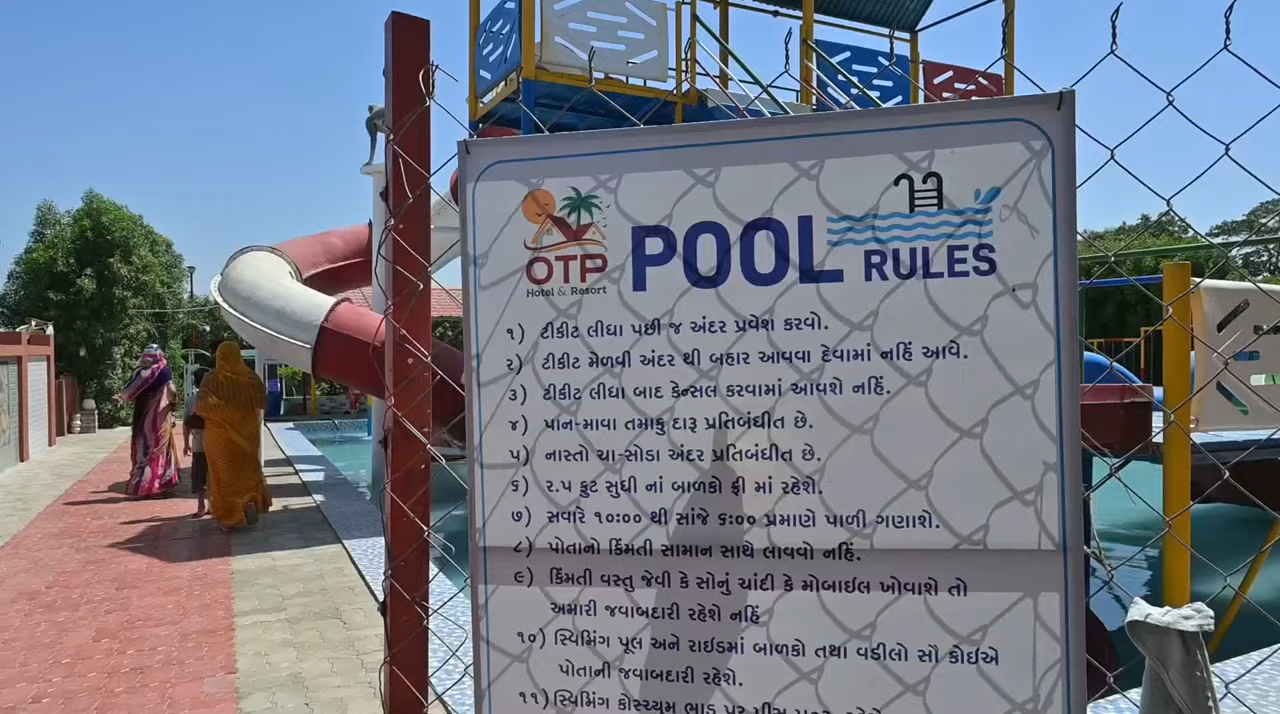 OTP
Hotel & Resort
POOL
RULES
૧) ટીકીટ લીધા પછી જ અંદર પ્રવેશ કરવો.
૨) ટીકીટ મેળવી અંદર થી બહાર આવવા દેવામાં નહિં આવે.
૩) ટીકીટ લીધા બાદ કેન્સલ કરવામાં આવશે નહિં.
૪) પાન-માવા તમાકુ દારૂ પ્રતિબંધીત છે.
૫) નાસ્તો ચા-સોડા અંદર પ્રતિબંધીત છે.
૬) ૨.૫ ફુટ સુધી નાં બાળકો ફ્રી માં રહેશે.
૭) સવારે ૧૦:૦૦ થી સાંજે ૬:૦૦ પ્રમાણે પાળી ગણાશે.
૮) પોતાનો કિંમતી સામાન સાથે લાવવો નહિં.
૯) કિંમતી વસ્તુ જેવી કે સોનું ચાંદી કે મોબાઈલ ખોવાશે તો
અમારી જવાબદારી રહેશે નહિં
૧૦) સ્વિમિંગ પૂલ અને રાઈડમાં બાળકો તથા વડીલો સૌ કોઈએ
પોતાની જવાબદારી રહેશે.
૧૧) સ્વિમિંગ કોસ્ચ્યુમ ભાડા પર